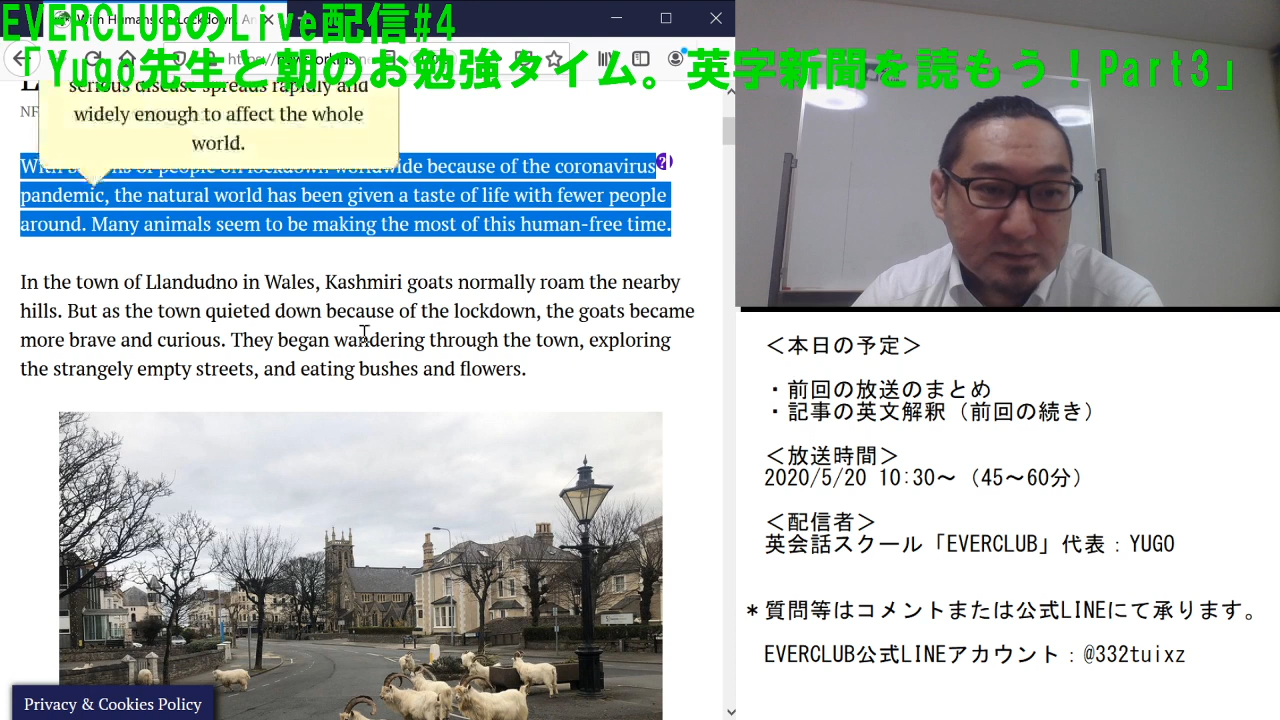 EVERCLUBのLive配信#4
「Yugo先生と朝のお勉強タイム。英字新聞を読もう!Part3」
serious disease spreads rapidly and
widely enough to affect the whole
world.
worldwide because of the coronavirus
pandemic, the natural world has been given a taste of life with fewer people
around. Many animals seem to be making the most of this human-free time.
In the town of Llandudno in Wales, Kashmiri goats normally roam the nearby
hills. But as the town quieted down because of the lockdown, the goats became
more brave and curious. They began wandering through the town, exploring
the strangely empty streets, and eating bushes and flowers.
Privacy & Cookies Policy
<本日の予定>
・前回の放送のまとめ
・記事の英文解釈(前回の続き)
<放送時間>
2020/5/20 10:30~(45~60分)
<配信者>
英会話スクール「EVERCLUB」代表:YUGO
*質問等はコメントまたは公式LINEにて承ります。
EVERCLUB公式LINEアカウント:@332tuixz